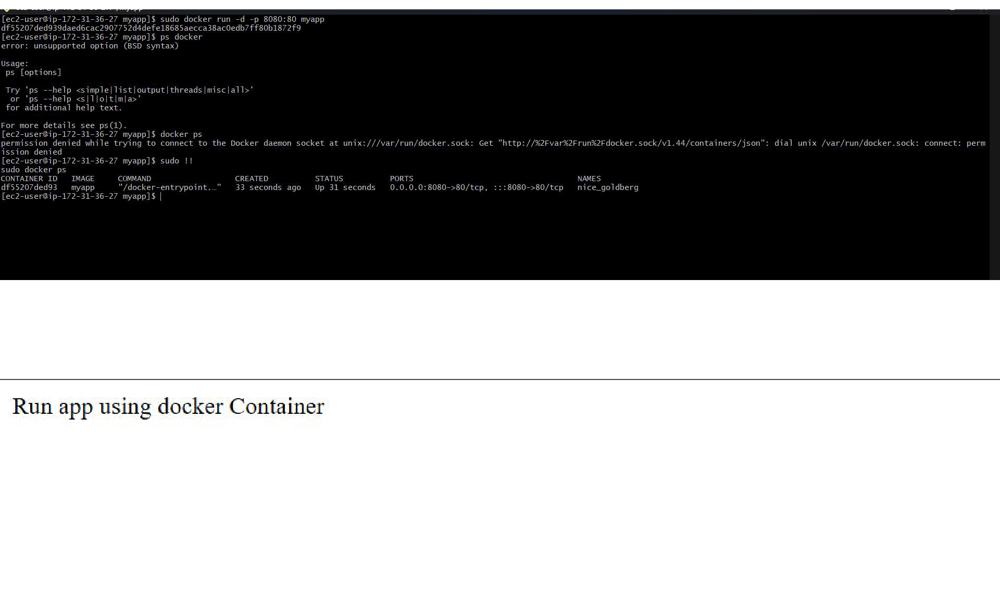 [ec2-user@ip-172-31-36-27 myapp]$ sudo docker run -d -p 8080:80 myapp
df55207ded939daed6cac2907752d4defe18685aecca38ac0edb7ff80b1872f9
[ec2-user@ip-172-31-36-27 myapp]$ ps docker
error: unsupported option (BSD syntax)
Usage:
ps [options]
Try 'ps --help <simple|list|output|threads|misc|all>'
or 'ps --help <s|l|o|t|m|a>'
for additional help text.
For more details see ps(1).
[ec2-user@ip-172-31-36-27 myapp]$ docker ps
permission denied while trying to connect to the Docker daemon socket at unix:///var/run/docker.sock: Get "http://%2Fvar%2Frun%2Fdocker.sock/v1.44/containers/json": dial unix /var/run/docker.sock: connect: perm
ission denied
[ec2-user@ip-172-31-36-27 myapp]$ sudo !!
sudo docker ps
CONTAINER ID IMAGE COMMAND CREATED STATUS PORTS NAMES
df55207ded93 myapp "/docker-entrypoint.…" 33 seconds ago Up 31 seconds 0.0.0.0:8080->80/tcp, :::8080->80/tcp nice_goldberg
[ec2-user@ip-172-31-36-27 myapp]$
Run app using docker Container